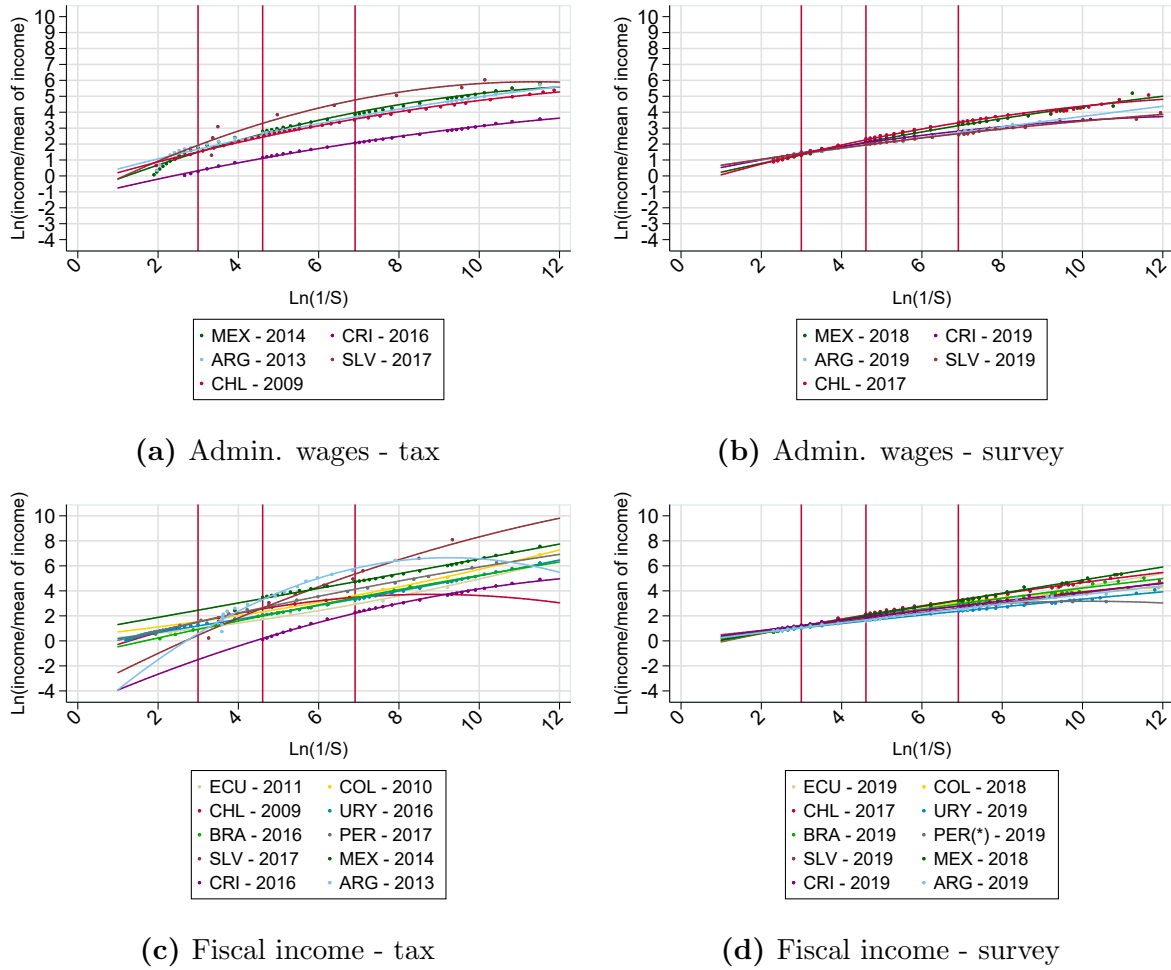 Ln(income/mean of income)
10
9
8
7
6
5
4
3
2
1
0
-1
-2
-3
-4
0 2 4 6 8 10 12
Ln(1/S)
MEX - 2014 CRI - 2016
ARG - 2013 SLV - 2017
CHL - 2009
(a) Admin. wages - tax
Ln(income/mean of income)
10
9
8
7
6
5
4
3
2
1
0
-1
-2
-3
-4
0 2 4 6 8 10 12
Ln(1/S)
MEX - 2018 CRI - 2019
ARG - 2019 SLV - 2019
CHL - 2017
(b) Admin. wages - survey
Ln(income/mean of income)
10
8
6
4
2
0
-2
-4
0 2 4 6 8 10 12
Ln(1/S)
ECU - 2011 COL - 2010
CHL - 2009 URY - 2016
BRA - 2016 PER - 2017
SLV - 2017 MEX - 2014
CRI - 2016 ARG - 2013
(c) Fiscal income - tax
Ln(income/mean of income)
10
8
6
4
2
0
-2
-4
0 2 4 6 8 10 12
Ln(1/S)
ECU - 2019 COL - 2018
CHL - 2017 URY - 2019
BRA - 2019 PER(*) - 2019
SLV - 2019 MEX - 2018
CRI - 2019 ARG - 2019
(d) Fiscal income - survey